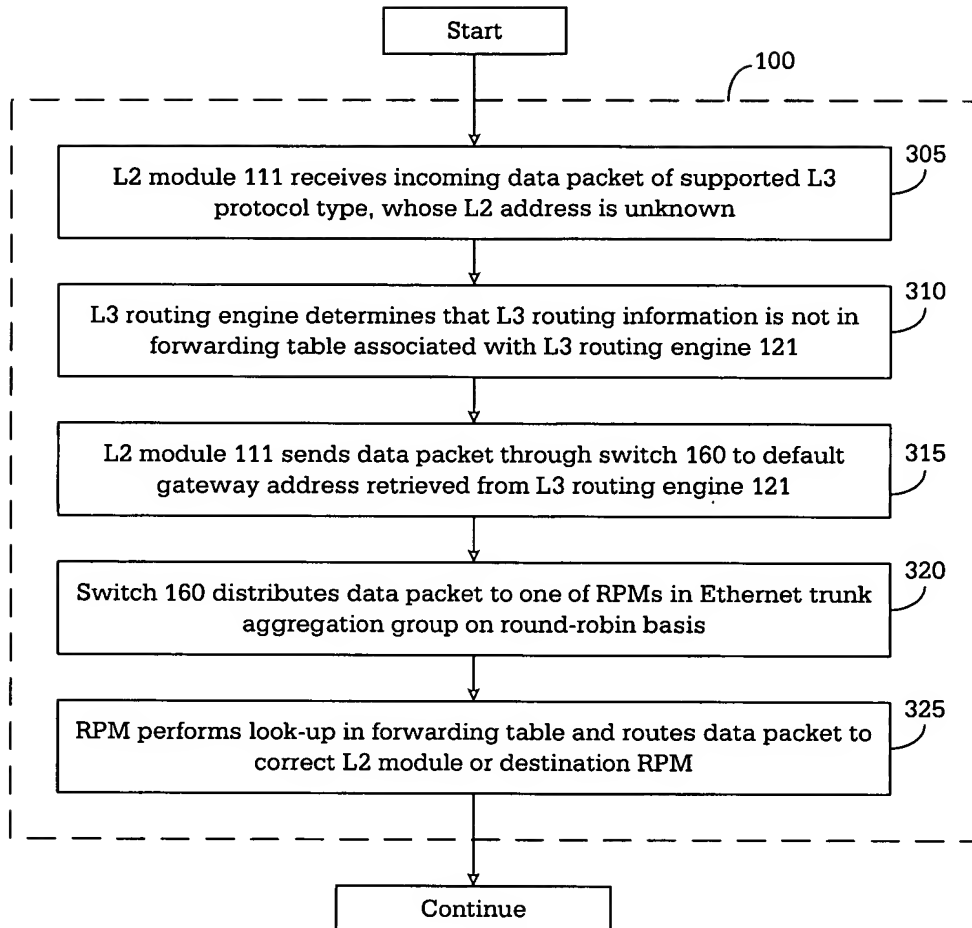 Start
100
305
L2 module 111 receives incoming data packet of supported L3
protocol type, whose L2 address is unknown
310
L3 routing engine determines that L3 routing information is not in
forwarding table associated with L3 routing engine 121
315
L2 module 111 sends data packet through switch 160 to default
gateway address retrieved from L3 routing engine 121
320
Switch 160 distributes data packet to one of RPMs in Ethernet trunk
aggregation group on round-robin basis
325
RPM performs look-up in forwarding table and routes data packet to
correct L2 module or destination RPM
Continue